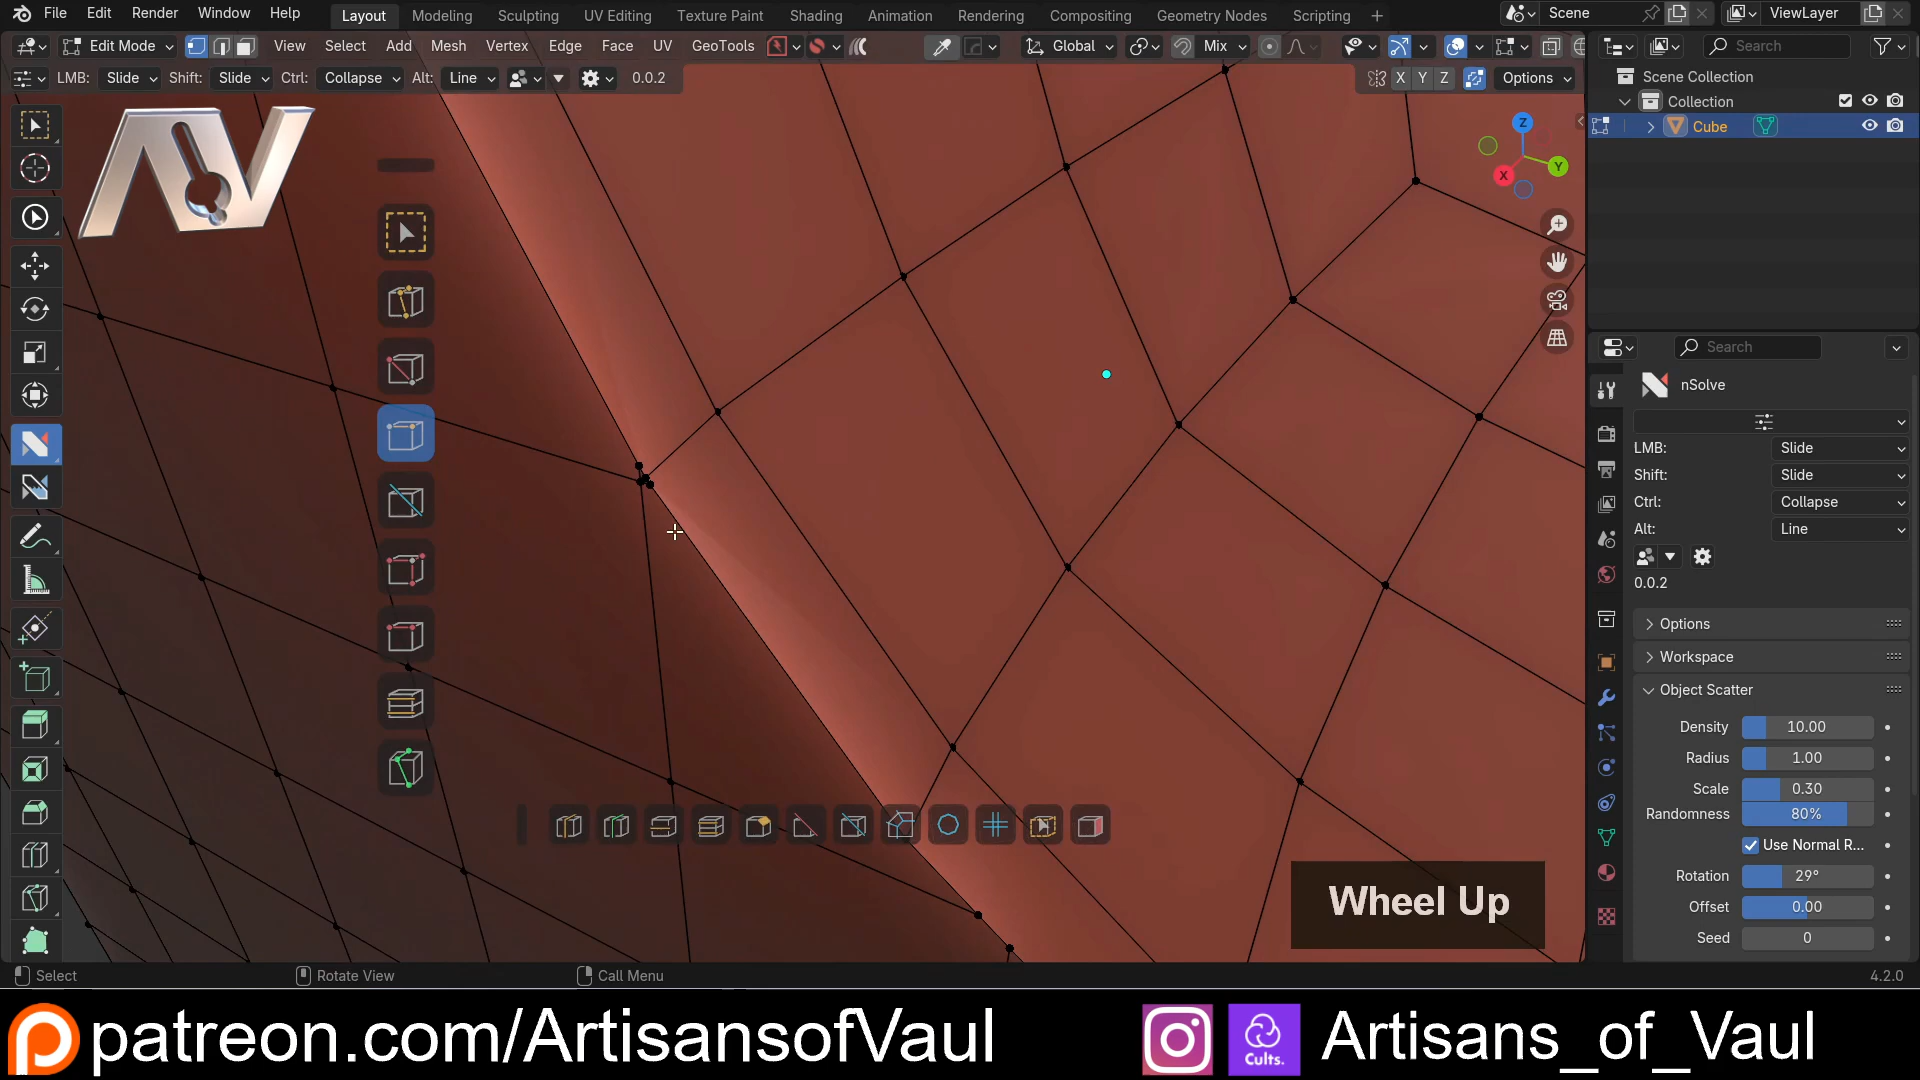 File Edit Render Window Help Layout Modeling Sculpting UV Editing Texture Paint Shading Animation Rendering Compositing Geometry Nodes Scripting + Scene ViewLayer
Edit Mode View Select Add Mesh Vertex Edge Face UV GeoTools Global Mix Search
LMB: Slide Shift: Slide Ctrl: Collapse Alt: Line 0.0.2 X Y Z Options
Scene Collection
Collection
Cube
Z
Y
X
Search
nSolve
LMB: Slide
Shift: Slide
Ctrl: Collapse
Alt: Line
0.0.2
Options
Workspace
Object Scatter
Density 10.00
Radius 1.00
Scale 0.30
Randomness 80%
Use Normal R...
Rotation 29°
Offset 0.00
Seed 0
Wheel Up
Select Rotate View Call Menu 4.2.0
patreon.com/ArtisansofVaul Cults. Artisans_of_Vaul